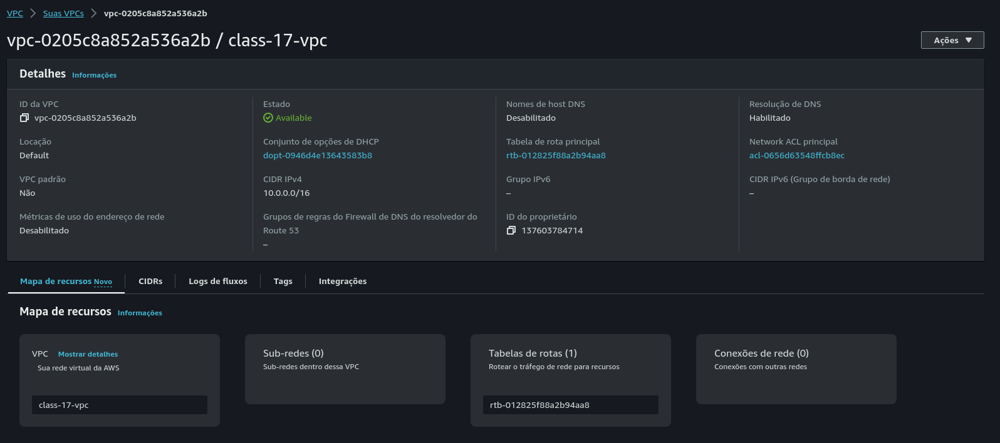 VPC > Suas VPCs > vpc-0205c8a852a536a2b
vpc-0205c8a852a536a2b / class-17-vpc
Ações
Detalhes Informações
ID da VPC
vpc-0205c8a852a536a2b
Estado
Available
Nomes de host DNS
Desabilitado
Resolução de DNS
Habilitado
Locação
Default
Conjunto de opções de DHCP
dopt-0946d4e13643583b8
Tabela de rota principal
rtb-012825f88a2b94aa8
Network ACL principal
acl-0656d63548ffcb8ec
VPC padrão
Não
CIDR IPv4
10.0.0.0/16
Grupo IPv6
–
CIDR IPv6 (Grupo de borda de rede)
–
Métricas de uso do endereço de rede
Desabilitado
Grupos de regras do Firewall de DNS do resolvedor do
Route 53
–
ID do proprietário
137603784714
Mapa de recursos Novo
CIDRs
Logs de fluxos
Tags
Integrações
Mapa de recursos Informações
VPC Mostrar detalhes
Sua rede virtual da AWS
class-17-vpc
Sub-redes (0)
Sub-redes dentro dessa VPC
Tabelas de rotas (1)
Rotear o tráfego de rede para recursos
rtb-012825f88a2b94aa8
Conexões de rede (0)
Conexões com outras redes